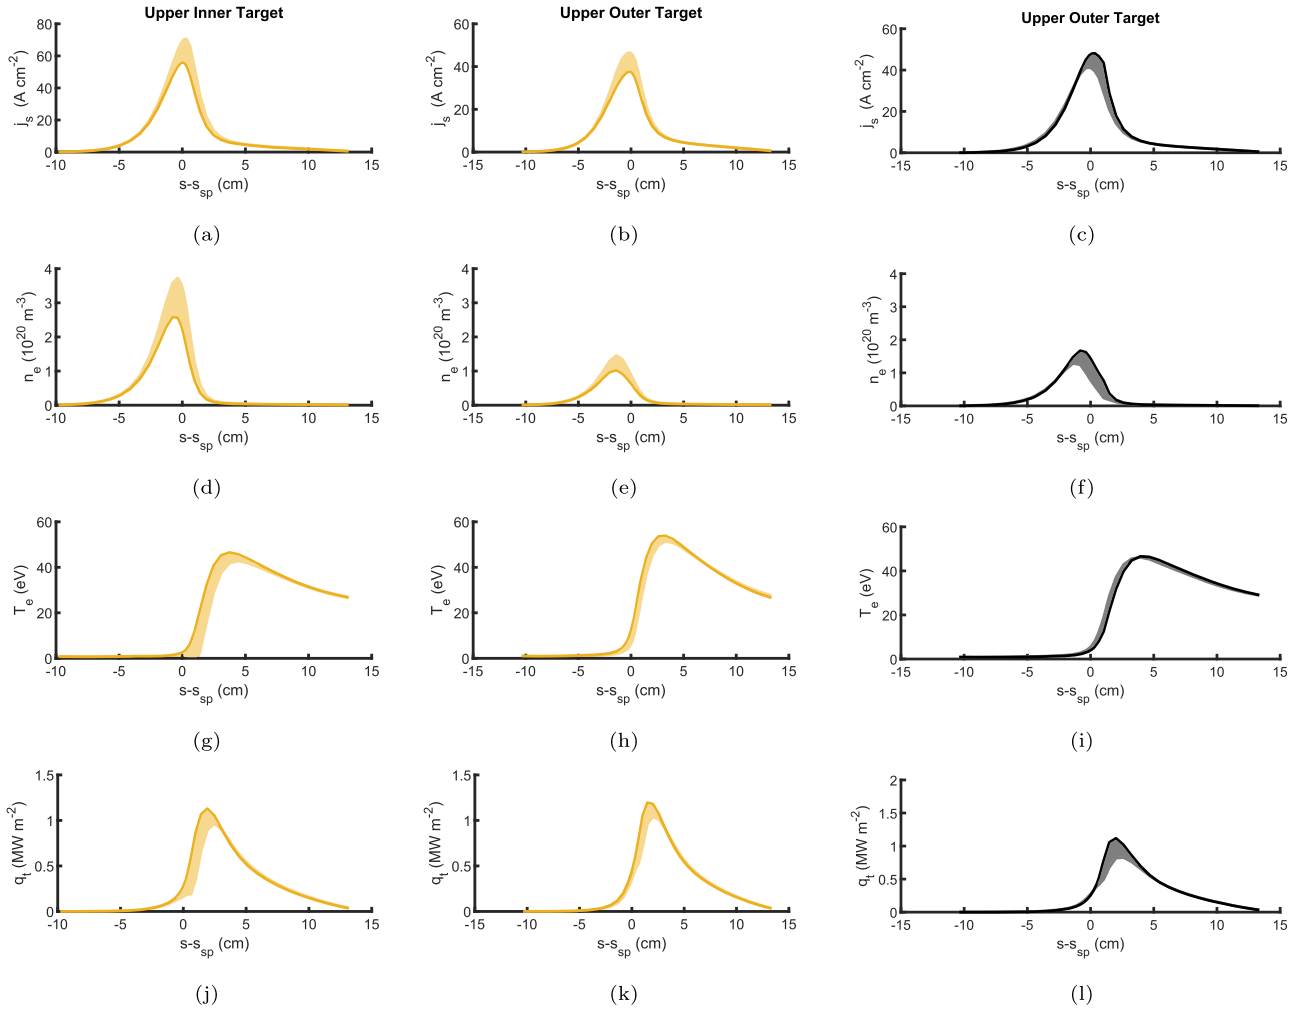 Upper Inner Target
Upper Outer Target
Upper Outer Target
j_s (A cm^-2)
80
60
40
20
0
-10 -5 0 5 10 15
s-s_sp (cm)
(a)
j_s (A cm^-2)
60
40
20
0
-15 -10 -5 0 5 10 15
s-s_sp (cm)
(b)
j_s (A cm^-2)
60
40
20
0
-15 -10 -5 0 5 10 15
s-s_sp (cm)
(c)
n_e (10^20 m^-3)
4
3
2
1
0
-10 -5 0 5 10 15
s-s_sp (cm)
(d)
n_e (10^20 m^-3)
4
3
2
1
0
-15 -10 -5 0 5 10 15
s-s_sp (cm)
(e)
n_e (10^20 m^-3)
4
3
2
1
0
-15 -10 -5 0 5 10 15
s-s_sp (cm)
(f)
T_e (eV)
60
40
20
0
-10 -5 0 5 10 15
s-s_sp (cm)
(g)
T_e (eV)
60
40
20
0
-15 -10 -5 0 5 10 15
s-s_sp (cm)
(h)
T_e (eV)
60
40
20
0
-15 -10 -5 0 5 10 15
s-s_sp (cm)
(i)
q_t (MW m^-2)
1.5
1
0.5
0
-10 -5 0 5 10 15
s-s_sp (cm)
(j)
q_t (MW m^-2)
1.5
1
0.5
0
-15 -10 -5 0 5 10 15
s-s_sp (cm)
(k)
q_t (MW m^-2)
2
1.5
1
0.5
0
-15 -10 -5 0 5 10 15
s-s_sp (cm)
(l)